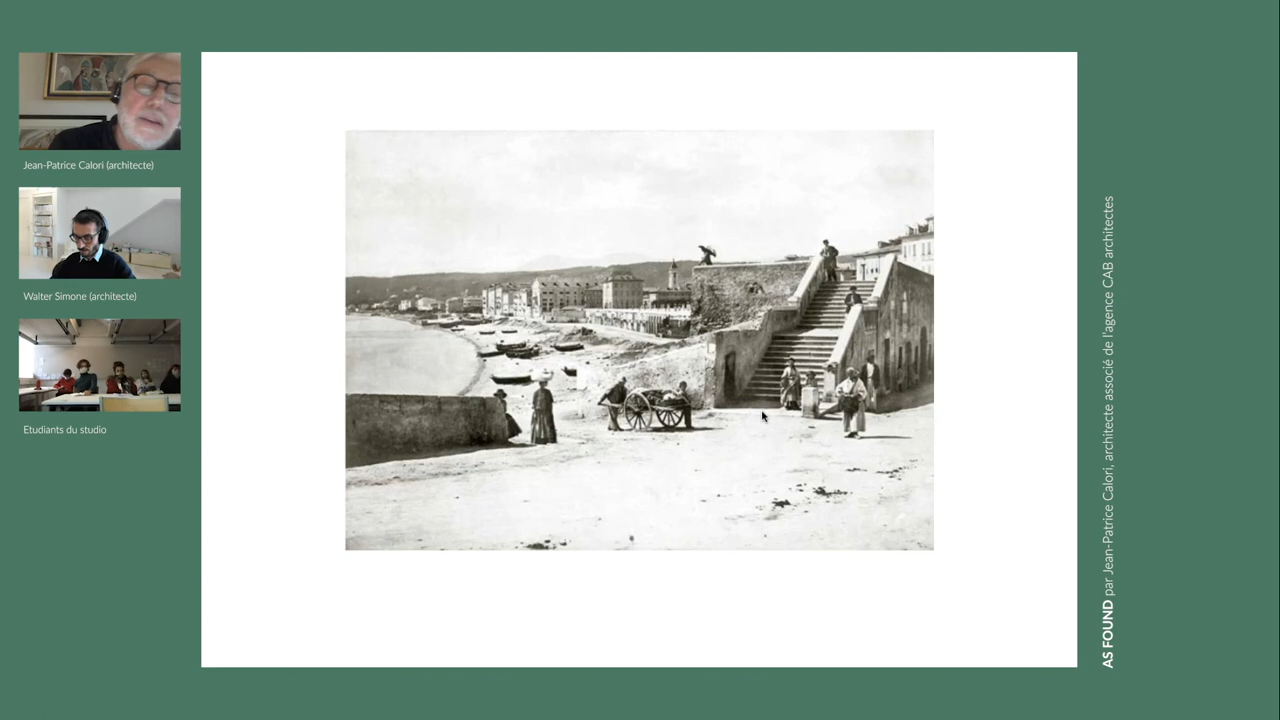 Jean-Patrice Calori (architecte)
Walter Simone (architecte)
Etudiants du studio
AS FOUND par Jean-Patrice Calori, architecte associé de l'agence CAB architectes